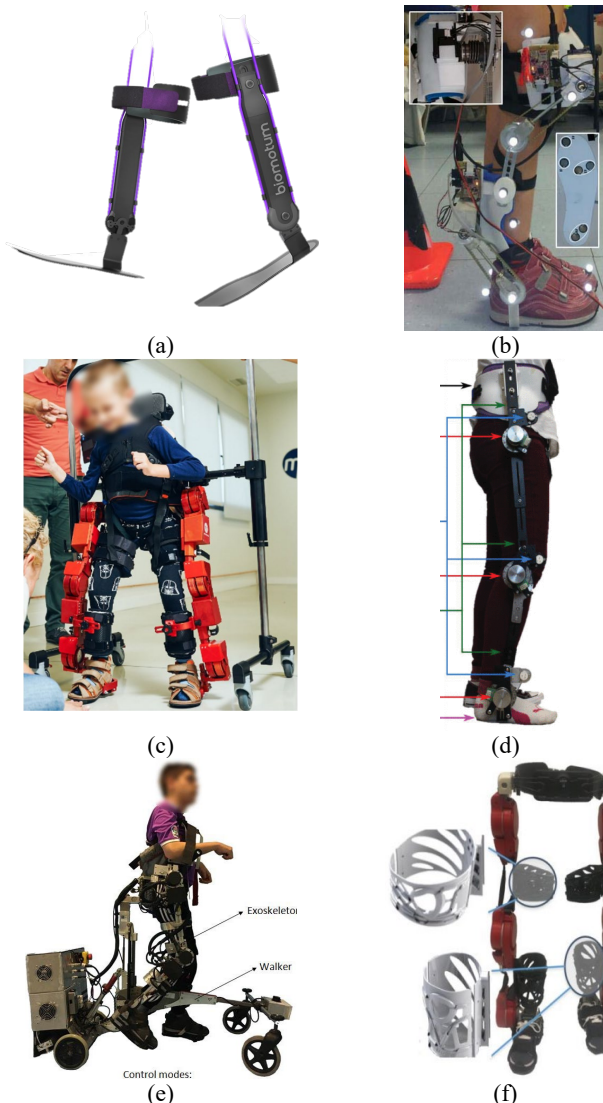 biomotum
(a)
(b)
(c)
(d)
Exoskeleton
Walker
Control modes:
(e)
(f)